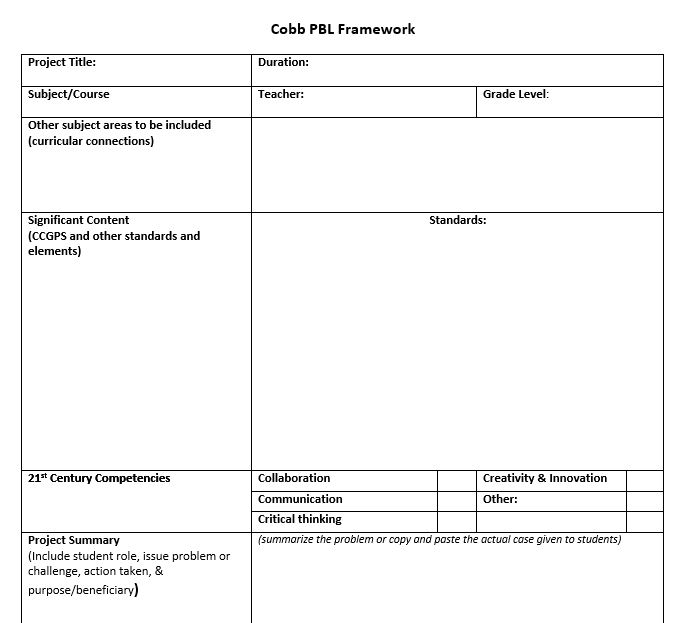 Cobb PBL Framework
Project Title:
Duration:
Subject/Course
Teacher:
Grade Level:
Other subject areas to be included
(curricular connections)
Significant Content
(CCGPS and other standards and
elements)
Standards:
21st Century Competencies
Collaboration
Creativity & Innovation
Communication
Other:
Critical thinking
Project Summary
(Include student role, issue problem or
challenge, action taken, &
purpose/beneficiary)
(summarize the problem or copy and paste the actual case given to students)